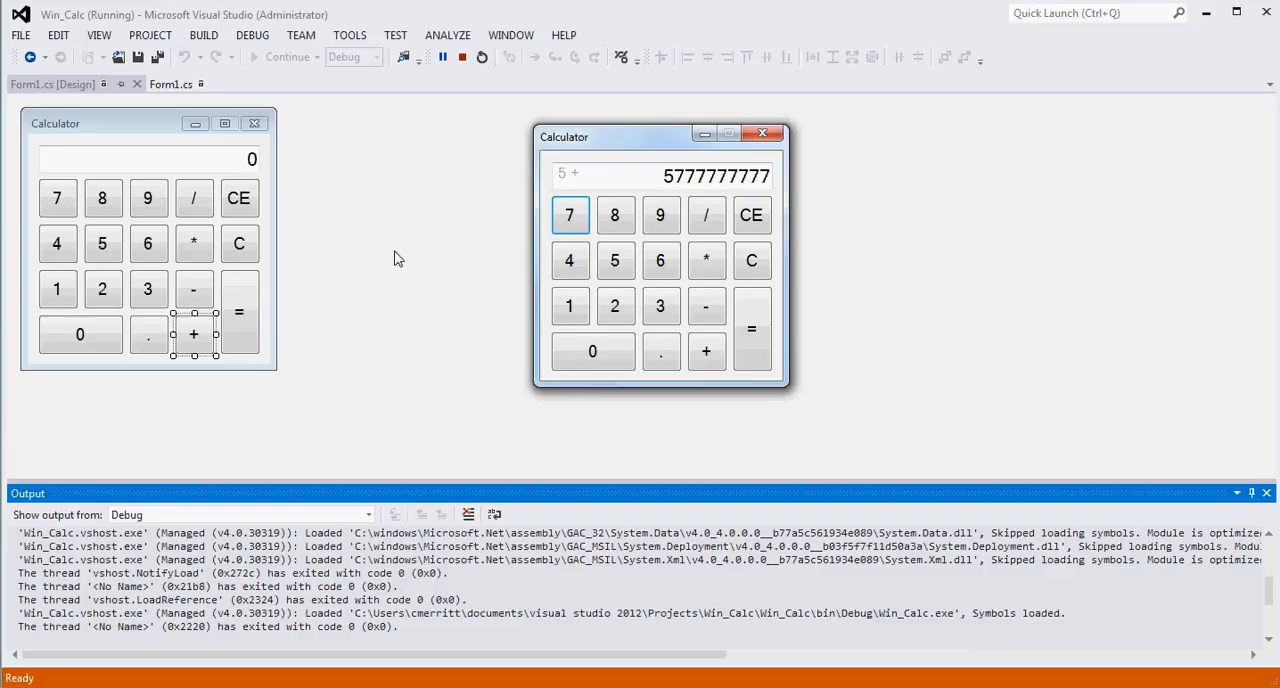 Win_Calc (Running) - Microsoft Visual Studio (Administrator)
Quick Launch (Ctrl+Q)
FILE EDIT VIEW PROJECT BUILD DEBUG TEAM TOOLS TEST ANALYZE WINDOW HELP
Continue Debug
Form1.cs [Design] Form1.cs
Calculator
0
7 8 9 / CE
4 5 6 * C
1 2 3 - =
0 . +
Calculator
5 + 5777777777
7 8 9 / CE
4 5 6 * C
1 2 3 - =
0 . +
Output
Show output from: Debug
'Win_Calc.vshost.exe' (Managed (v4.0.30319)): Loaded 'C:\windows\Microsoft.Net\assembly\GAC_32\System.Data\v4.0_4.0.0.0__b77a5c561934e089\System.Data.dll', Skipped loading symbols. Module is optimize
'Win_Calc.vshost.exe' (Managed (v4.0.30319)): Loaded 'C:\windows\Microsoft.Net\assembly\GAC_MSIL\System.Deployment\v4.0_4.0.0.0__b03f5f7f11d50a3a\System.Deployment.dll', Skipped loading symbols. Modu
'Win_Calc.vshost.exe' (Managed (v4.0.30319)): Loaded 'C:\windows\Microsoft.Net\assembly\GAC_MSIL\System.Xml\v4.0_4.0.0.0__b77a5c561934e089\System.Xml.dll', Skipped loading symbols. Module is optimize
The thread 'vshost.NotifyLoad' (0x272c) has exited with code 0 (0x0).
The thread '<No Name>' (0x21b8) has exited with code 0 (0x0).
The thread 'vshost.LoadReference' (0x2324) has exited with code 0 (0x0).
'Win_Calc.vshost.exe' (Managed (v4.0.30319)): Loaded 'C:\Users\cmerritt\documents\visual studio 2012\Projects\Win_Calc\Win_Calc\bin\Debug\Win_Calc.exe', Symbols loaded.
The thread '<No Name>' (0x2220) has exited with code 0 (0x0).
Ready